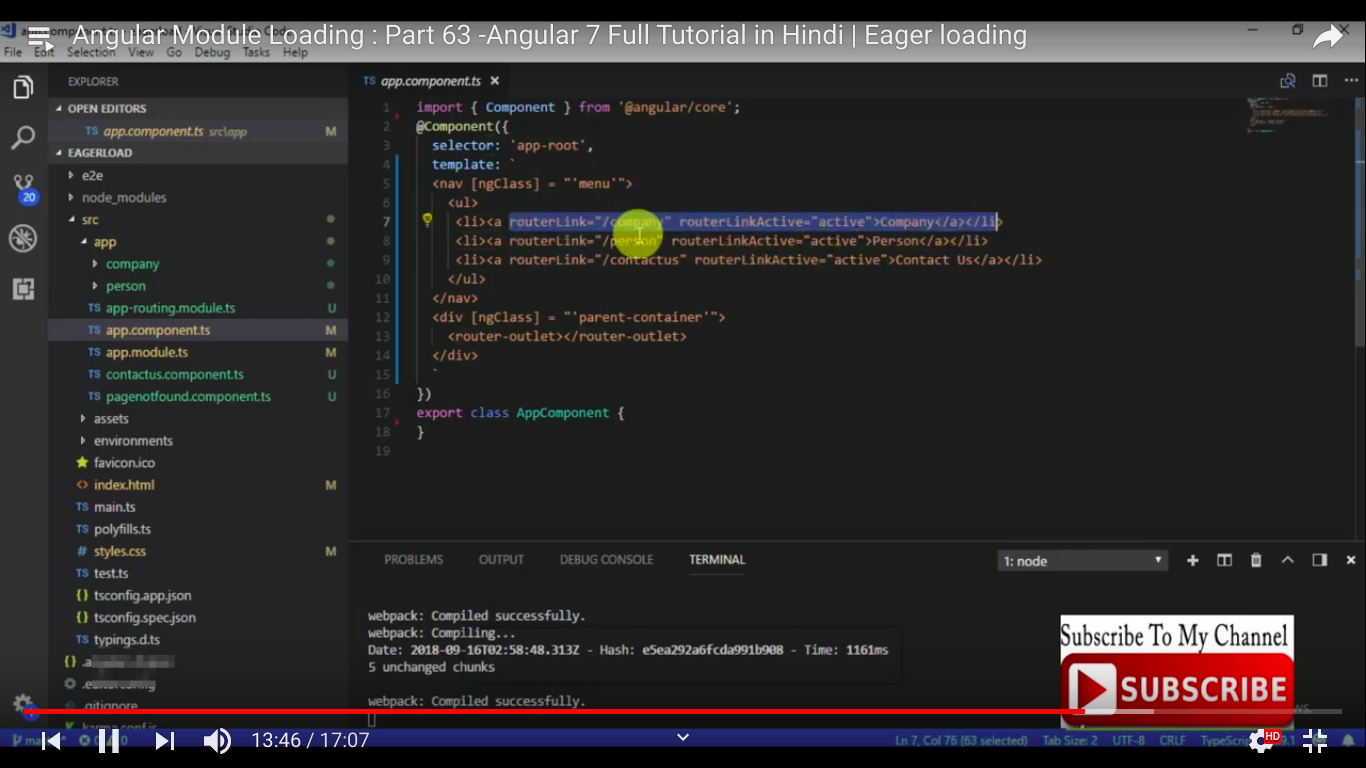 Angular Module Loading : Part 63 -Angular 7 Full Tutorial in Hindi | Eager loading
File Edit Selection View Go Debug Tasks Help
EXPLORER
OPEN EDITORS
TS app.component.ts src\app M
EAGERLOAD
e2e
node_modules
src
app
company
person
TS app-routing.module.ts U
TS app.component.ts M
TS app.module.ts M
TS contactus.component.ts U
TS pagenotfound.component.ts U
assets
environments
favicon.ico
<> index.html M
TS main.ts
TS polyfills.ts
# styles.css M
TS test.ts
{} tsconfig.app.json
{} tsconfig.spec.json
TS typings.d.ts
.editorconfig
.gitignore
karma.conf.js
20
TS app.component.ts ×
1 import { Component } from '@angular/core';
2 @Component({
3 selector: 'app-root',
4 template: `
5 <nav [ngClass] = "'menu'">
6 <ul>
7 <li><a routerLink="/company" routerLinkActive="active">Company</a></li>
8 <li><a routerLink="/person" routerLinkActive="active">Person</a></li>
9 <li><a routerLink="/contactus" routerLinkActive="active">Contact Us</a></li>
10 </ul>
11 </nav>
12 <div [ngClass] = "'parent-container'">
13 <router-outlet></router-outlet>
14 </div>
15 `
16 })
17 export class AppComponent {
18 }
19
PROBLEMS OUTPUT DEBUG CONSOLE TERMINAL 1: node
webpack: Compiled successfully.
webpack: Compiling...
Date: 2018-09-16T02:58:48.313Z - Hash: e5ea292a6fcda991b908 - Time: 1161ms
5 unchanged chunks
webpack: Compiled successfully.
Subscribe To My Channel
SUBSCRIBE
13:46 / 17:07
Ln 7, Col 76 (63 selected) Tab Size: 2 UTF-8 CRLF
HD